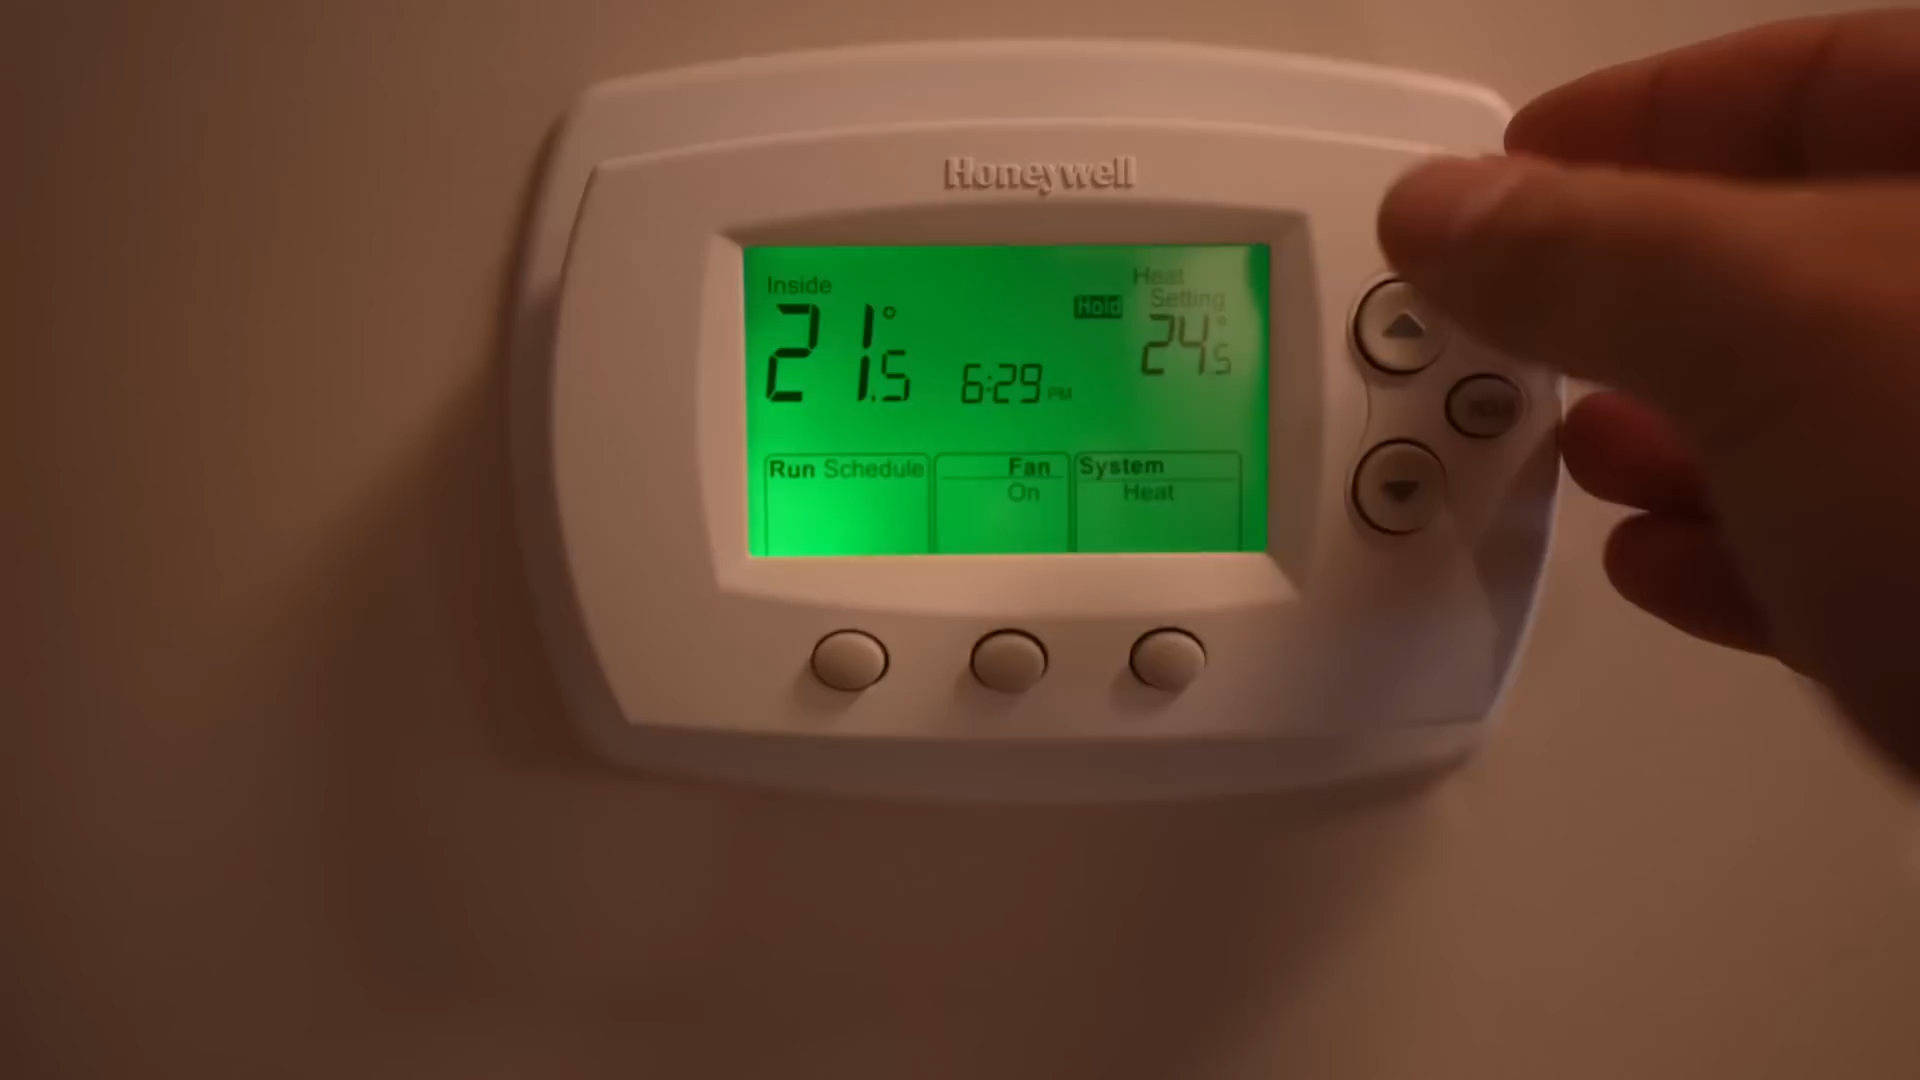 Honeywell
Inside
21.5°
Hold
Heat
Setting
24.5°
6:29 PM
Run Schedule
Fan
On
System
Heat